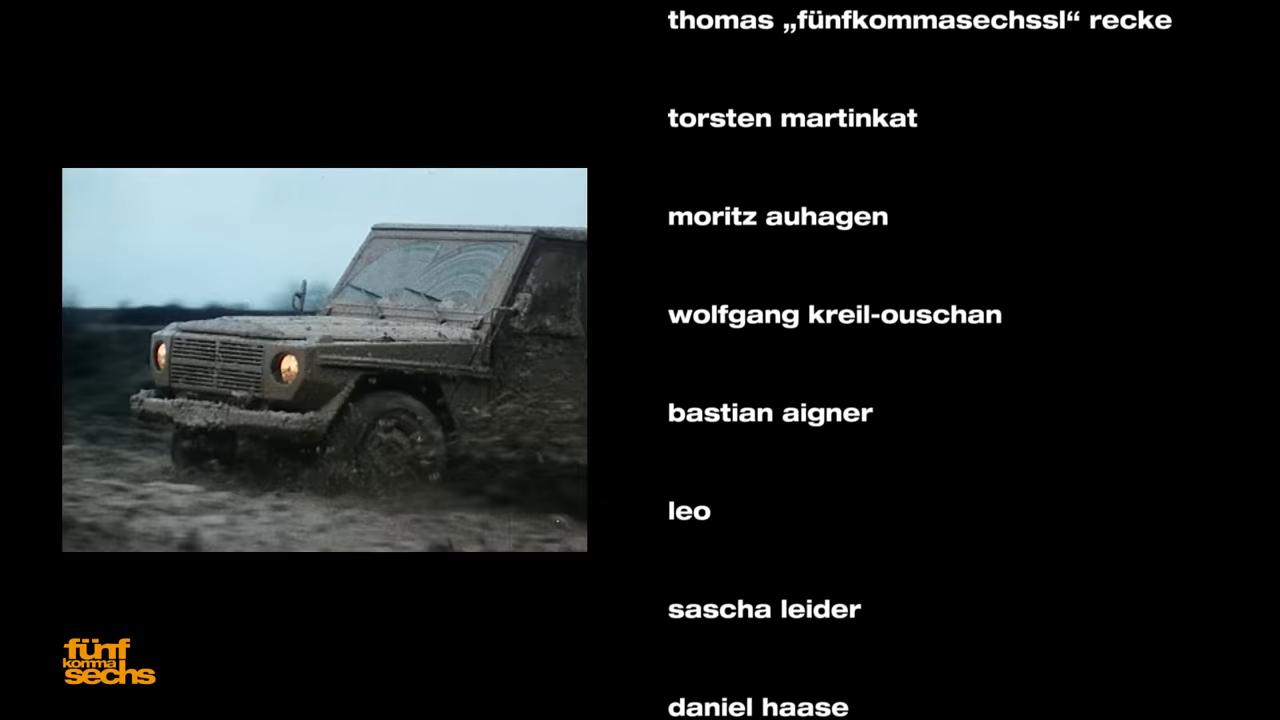 thomas „fünfkommasechssl“ recke
torsten martinkat
moritz auhagen
wolfgang kreil-ouschan
bastian aigner
leo
sascha leider
daniel haase
fünf
komma
sechs